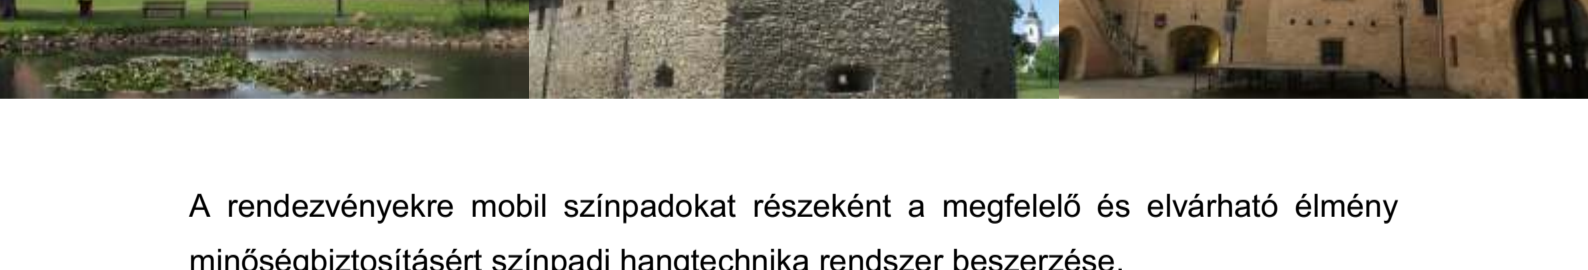 A rendezvényekre mobil színpadokat részeként a megfelelő és elvárható élmény
minőségbiztosításért színpadi hangtechnika rendszer beszerzése.